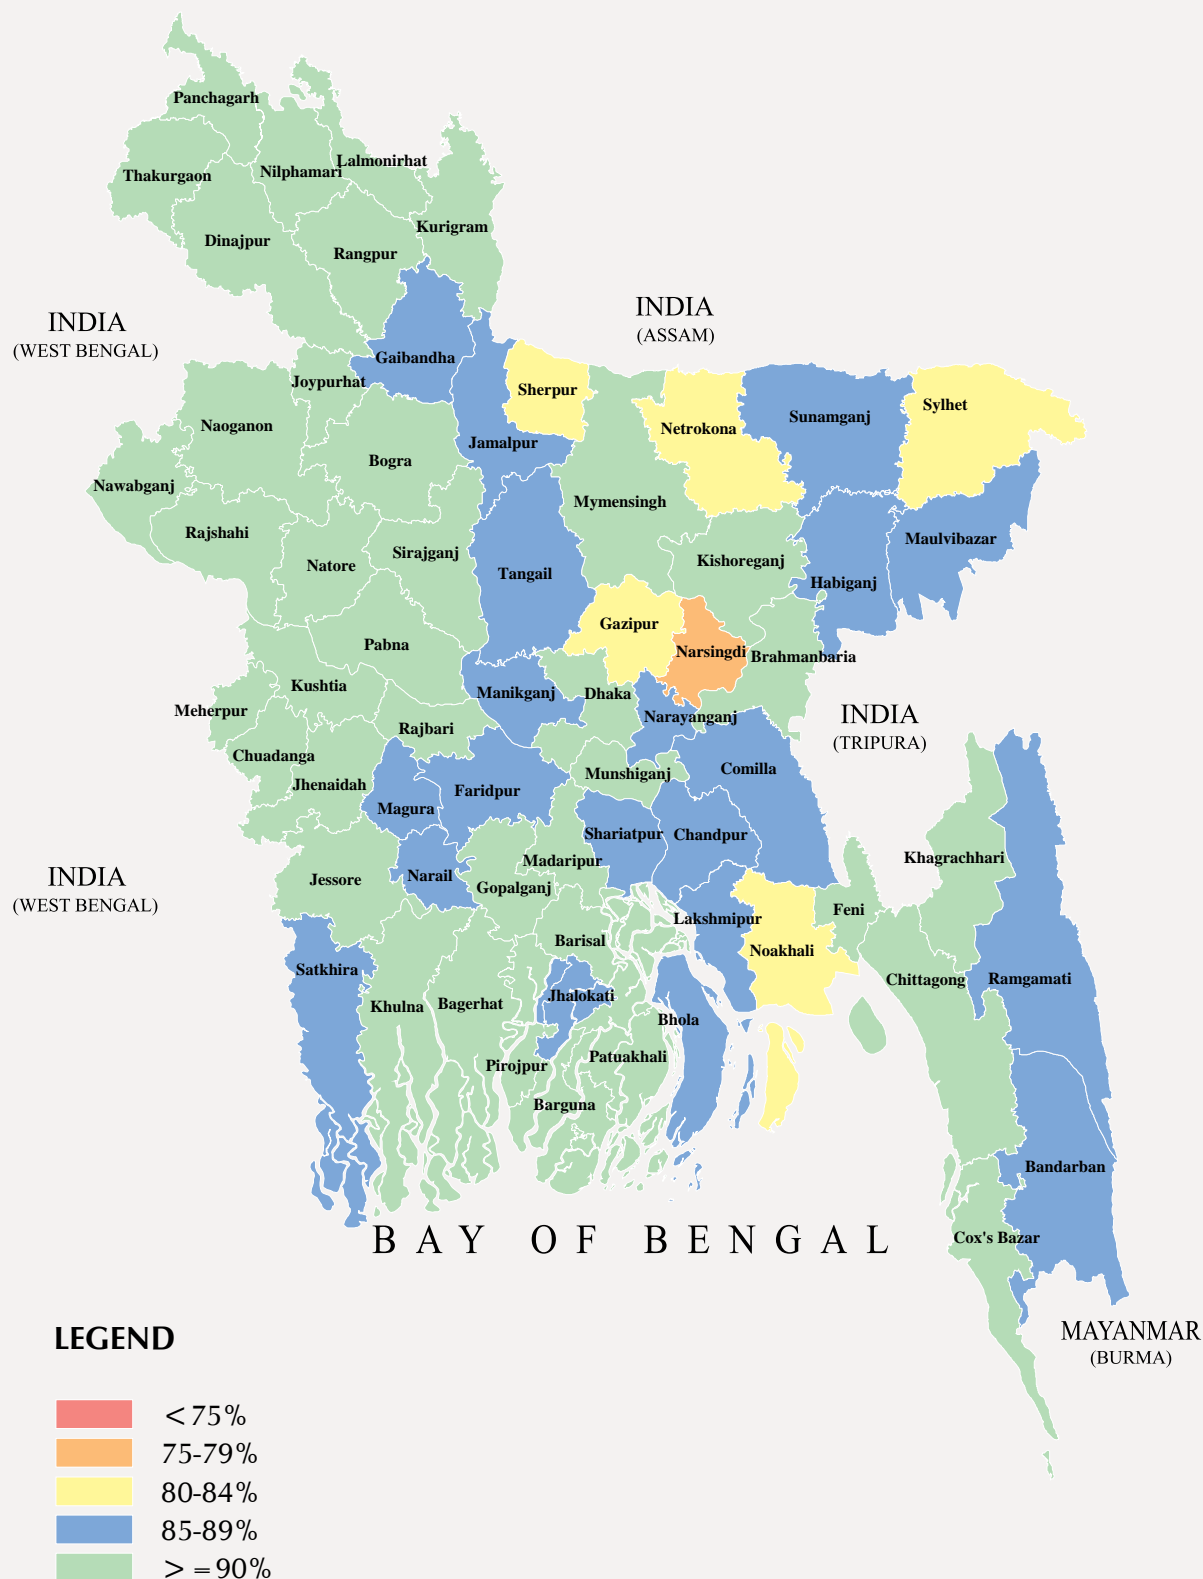 Panchagarh
Lalmonirhat
Thakurgaon
Nilphamari
Kurigram
Dinajpur
Rangpur
INDIA
(ASSAM)
INDIA
(WEST BENGAL)
Gaibandha
Joypurhat
Sherpur
Sylhet
Sunamganj
Naoganon
Netrokona
Jamalpur
Bogra
Nawabganj
Mymensingh
Rajshahi
Maulvibazar
Sirajganj
Kishoreganj
Natore
Tangail
Habiganj
Gazipur
Pabna
Narsingdi
Brahmanbaria
Kushtia
Manikganj
Dhaka
Meherpur
Narayanganj
INDIA
(TRIPURA)
Rajbari
Chuadanga
Comilla
Munshiganj
Jhenaidah
Faridpur
Magura
Shariatpur
Chandpur
Khagrachhari
Madaripur
INDIA
(WEST BENGAL)
Jessore
Narail
Gopalganj
Feni
Lakshmipur
Barisal
Noakhali
Satkhira
Chittagong
Ramgamati
Jhalokati
Khulna
Bagerhat
Bhola
Patuakhali
Pirojpur
Barguna
Bandarban
Cox's Bazar
BAY OF BENGAL
MAYANMAR
(BURMA)
LEGEND
<75%
75-79%
80-84%
85-89%
> =90%